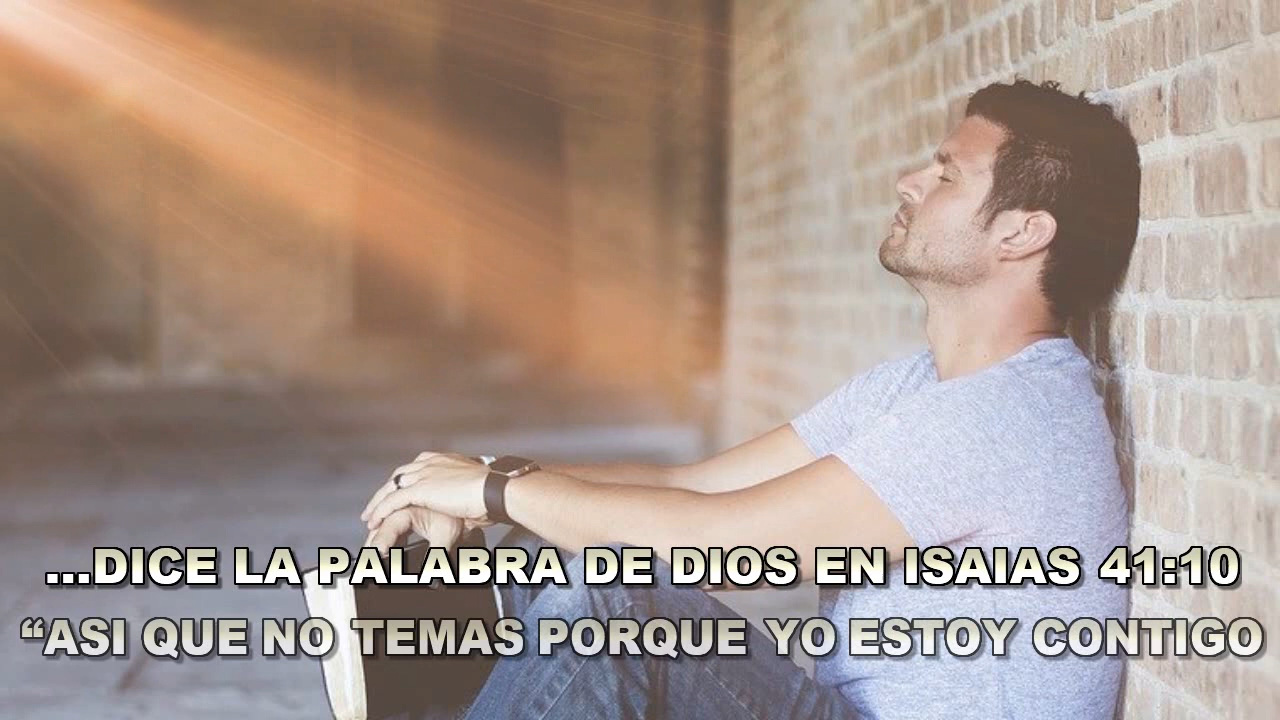 ...DICE LA PALABRA DE DIOS EN ISAIAS 41:10
“ASI QUE NO TEMAS PORQUE YO ESTOY CONTIGO